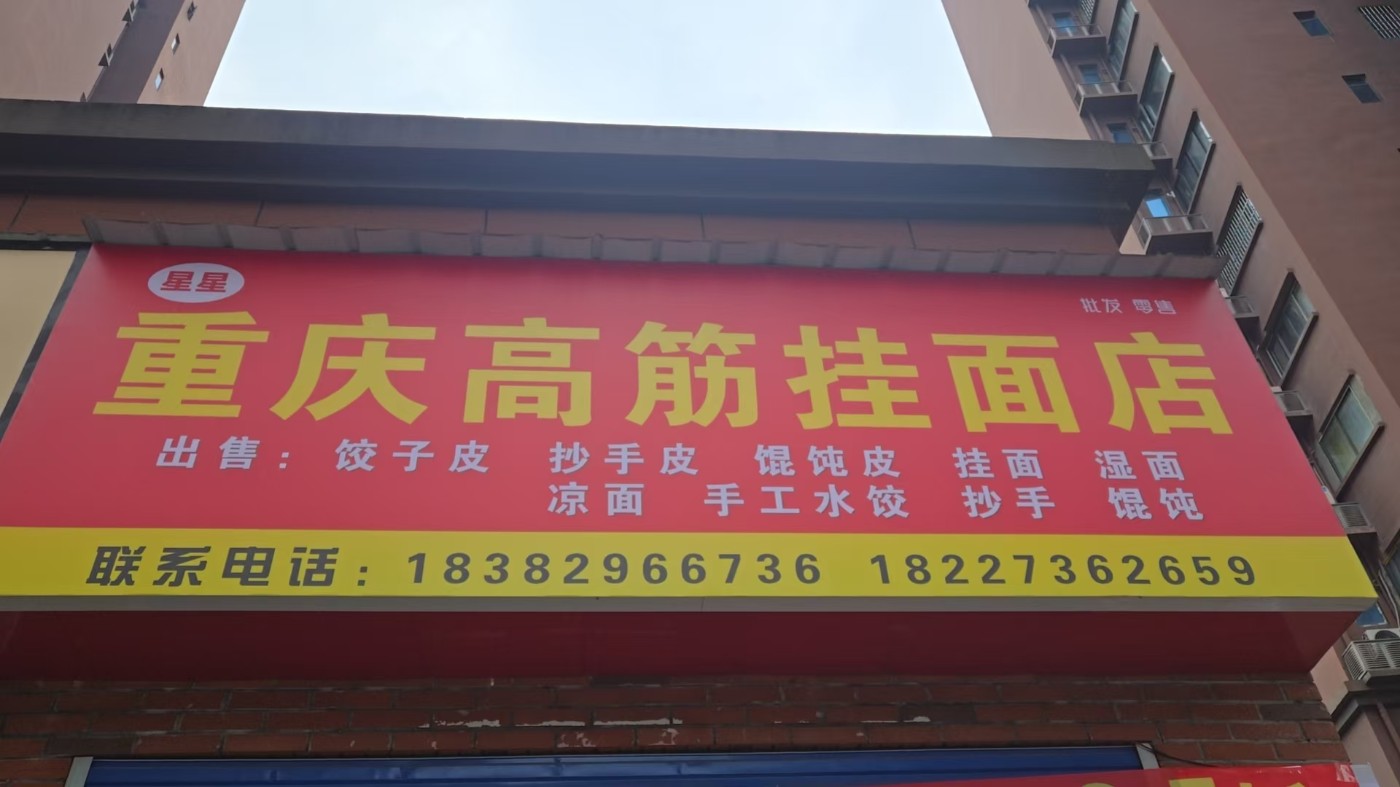 星星
批发 零售
重庆高筋挂面店
出售： 饺子皮 抄手皮 馄饨皮 挂面 湿面
凉面 手工水饺 抄手 馄饨
联系电话：18382966736 18227362659